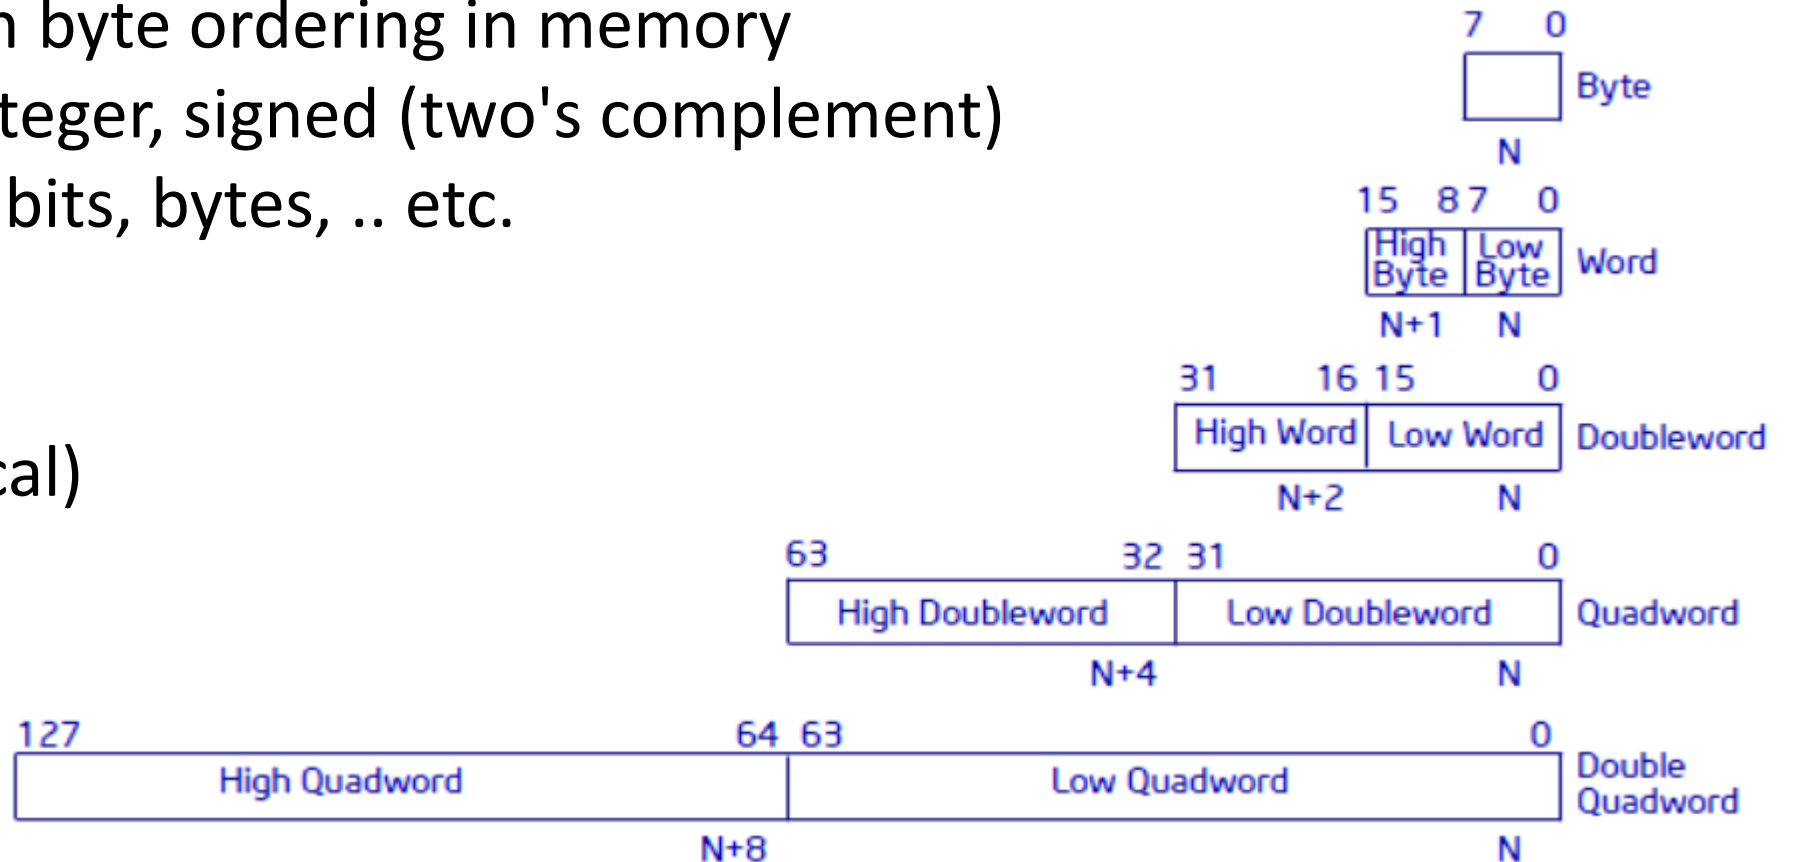 n byte ordering in memory
teger, signed (two's complement)
bits, bytes, .. etc.
cal)
7 0
Byte
N
15 8 7 0
High Byte Low Byte Word
N+1 N
31 16 15 0
High Word Low Word Doubleword
N+2 N
63 32 31 0
High Doubleword Low Doubleword Quadword
N+4 N
127 64 63 0
High Quadword Low Quadword Double Quadword
N+8 N